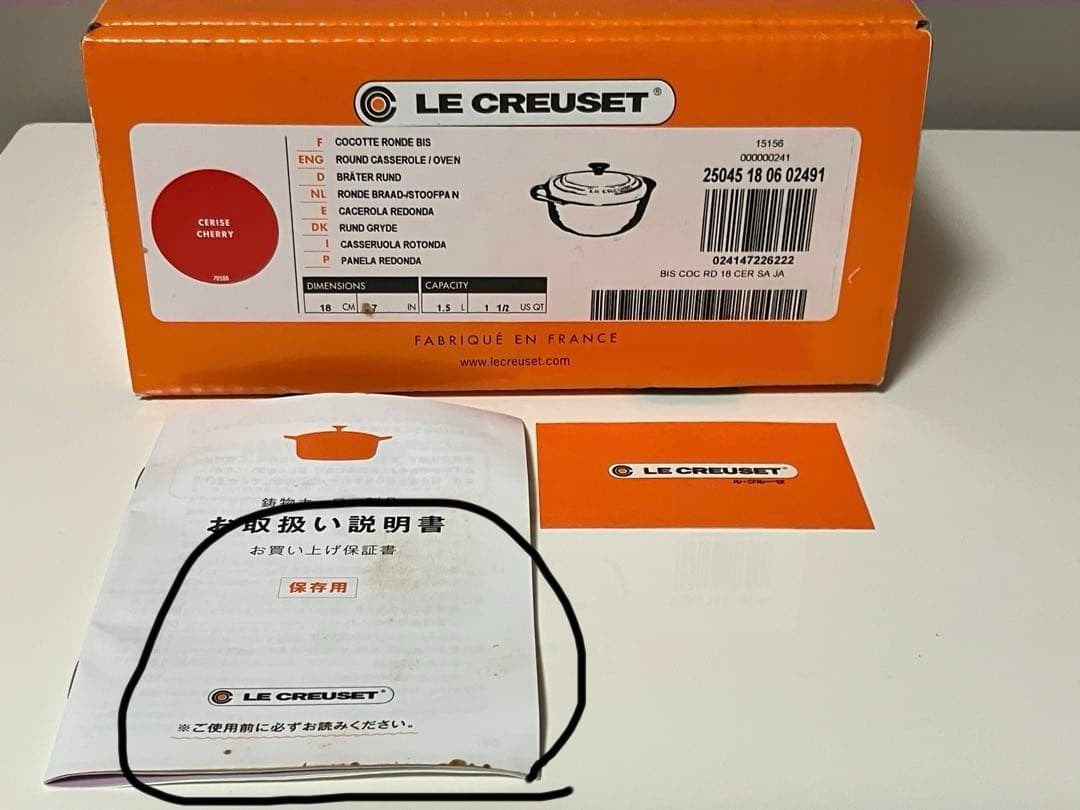 LE CREUSET®
F COCOTTE RONDE BIS
ENG ROUND CASSEROLE / OVEN
D BRÄTER RUND
NL RONDE BRAAD-/STOOFPAN
E CACEROLA REDONDA
DK RUND GRYDE
I CASSERUOLA ROTONDA
P PANELA REDONDA
CERISE
CHERRY
DIMENSIONS CAPACITY
18 CM 7 IN 1.5 L 1 1/2 US QT
LE CREUSET
15156
000000241
25045 18 06 02491
024147226222
BIS COC RD 18 CER SA JA
FABRIQUÉ EN FRANCE
www.lecreuset.com
お取扱い説明書
お買い上げ保証書
保存用
LE CREUSET®
※ご使用前に必ずお読みください。
LE CREUSET®
ル・クルーゼ